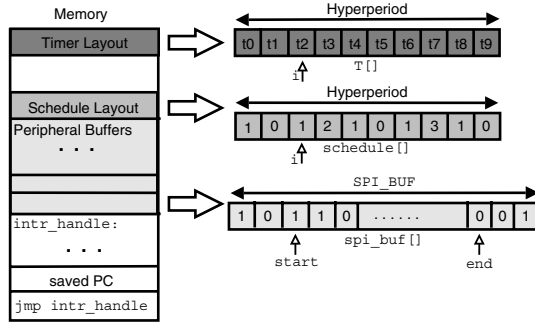 Memory
Timer Layout
Schedule Layout
Peripheral Buffers
. . .
intr_handle:
. . .
saved PC
jmp intr_handle
Hyperperiod
t0 t1 t2 t3 t4 t5 t6 t7 t8 t9
i
T[]
Hyperperiod
1 0 1 2 1 0 1 3 1 0
i
schedule[]
SPI_BUF
1 0 1 1 0 ...... 0 0 1
spi_buf[]
start
end